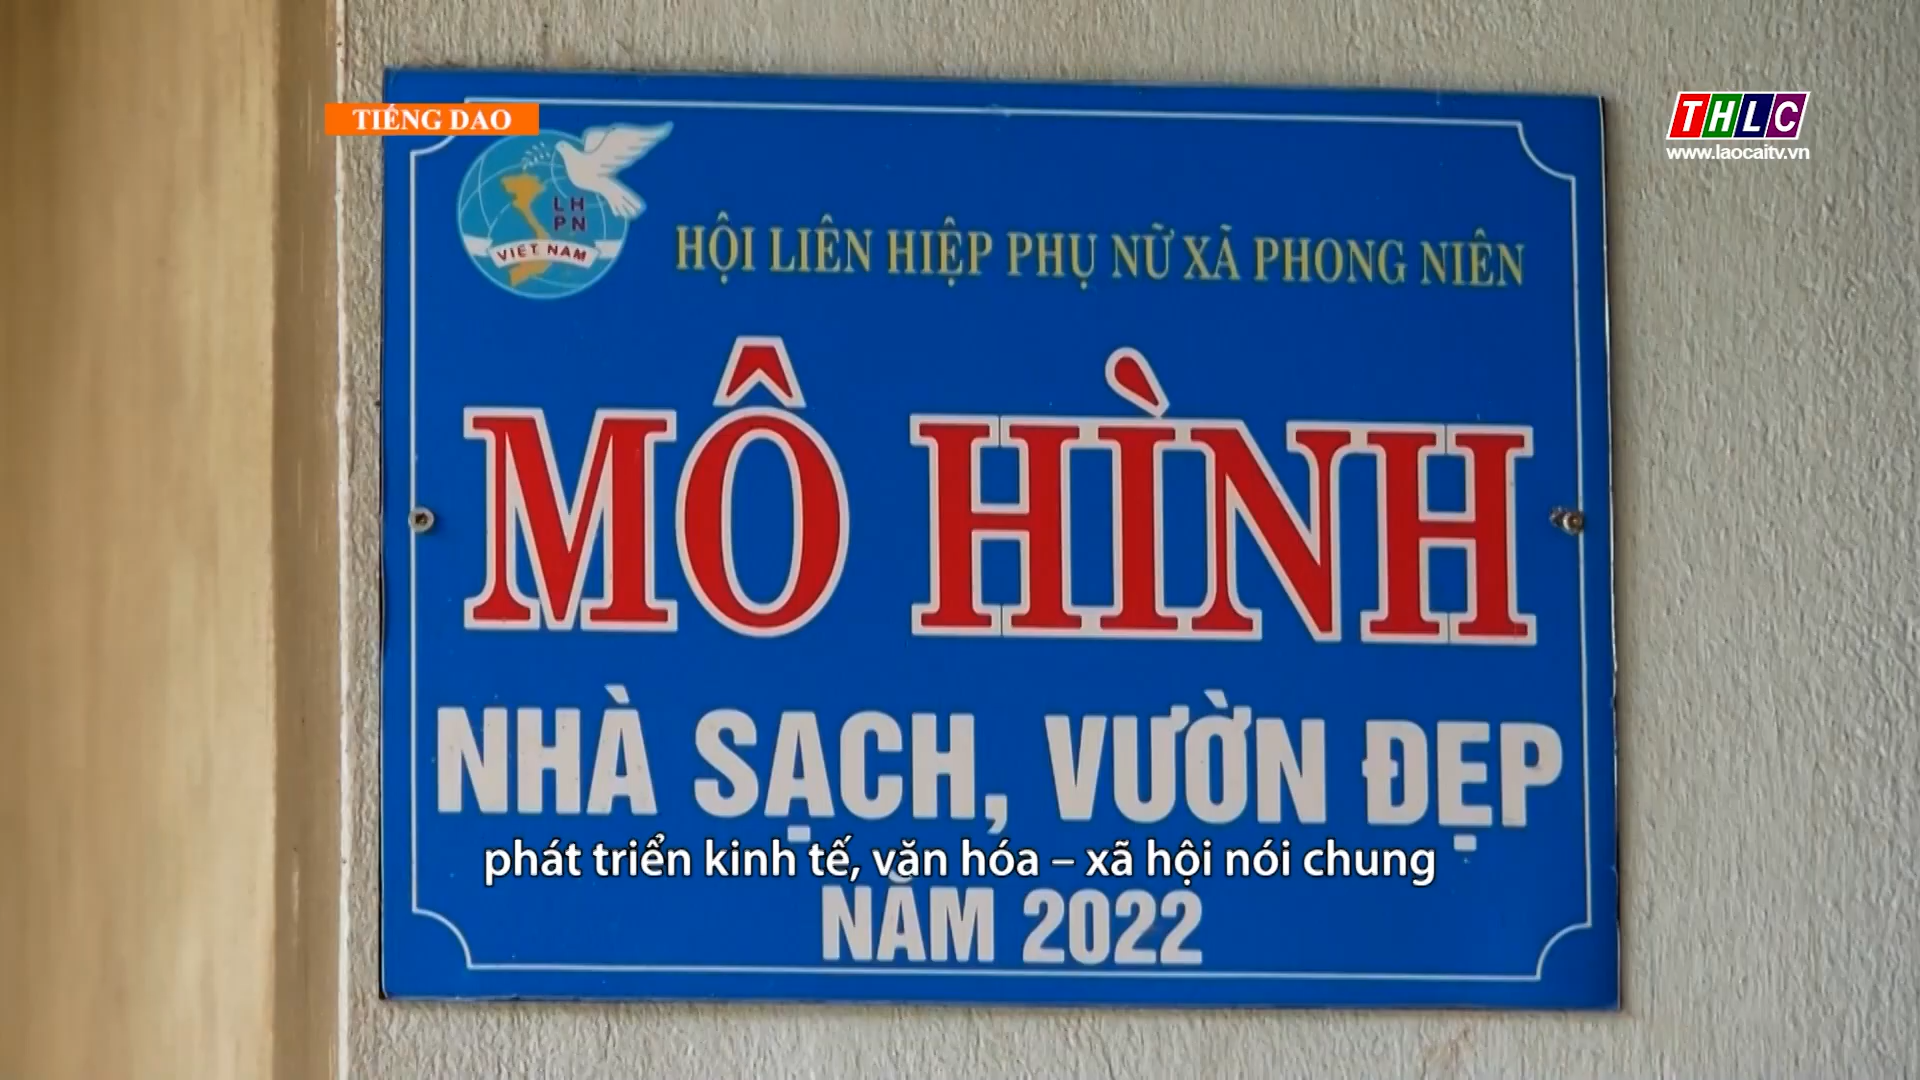 TIẾNG DAO
THLC
www.laocaitv.vn
LH
PN
VIỆT NAM
HỘI LIÊN HIỆP PHỤ NỮ XÃ PHONG NIÊN
MÔ HÌNH
NHÀ SẠCH, VƯỜN ĐẸP
phát triển kinh tế, văn hóa – xã hội nói chung
NĂM 2022